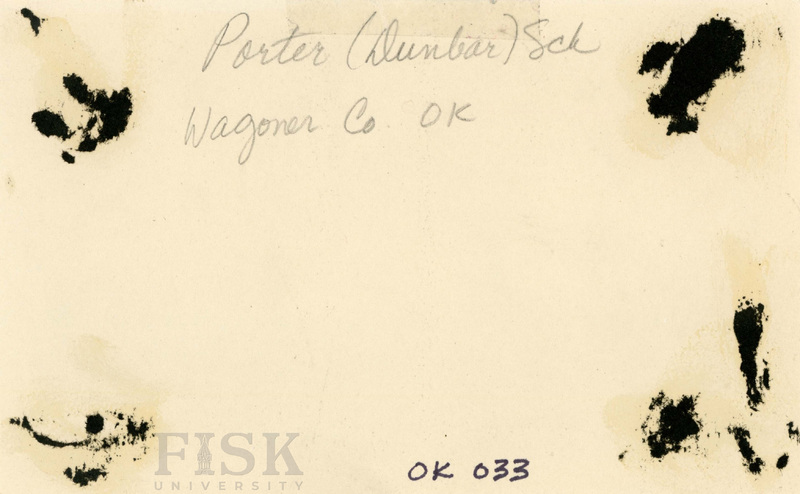 Porter (Dunbar) Sch
Wagoner Co OK
FISK
UNIVERSITY
OK 033